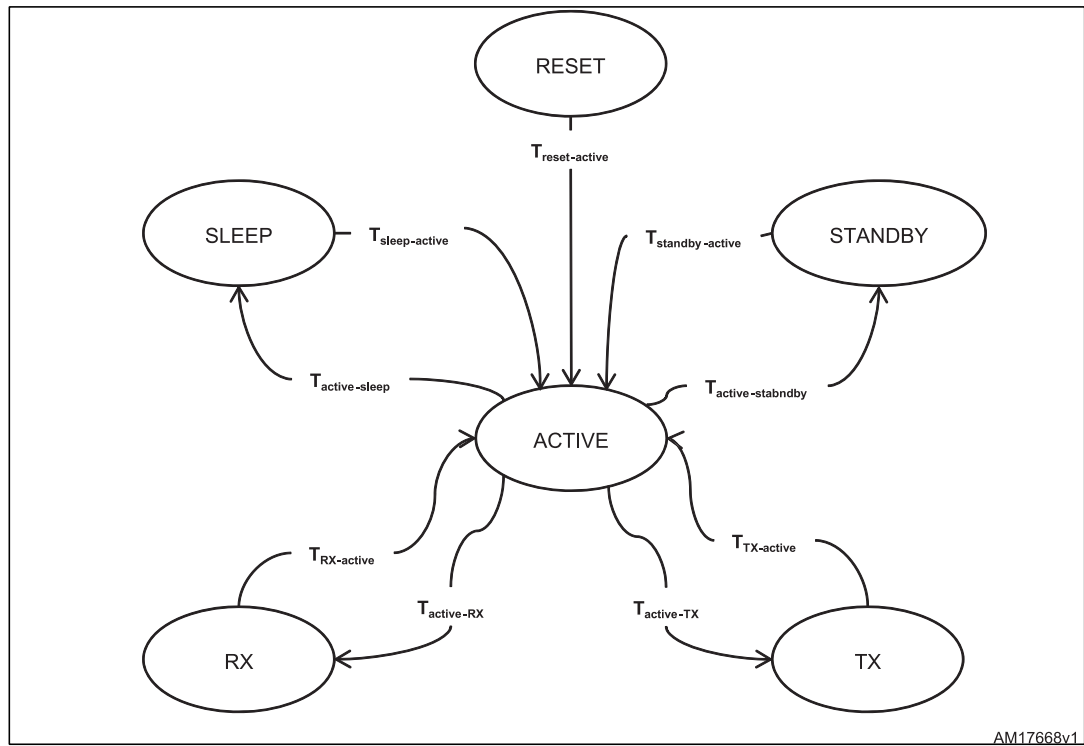 RESET
Treset-active
SLEEP
Tsleep-active
Tstandby-active
STANDBY
Tactive-sleep
Tactive-stabndby
ACTIVE
TRX-active
TTX-active
Tactive-RX
Tactive-TX
RX
TX
AM17668v1